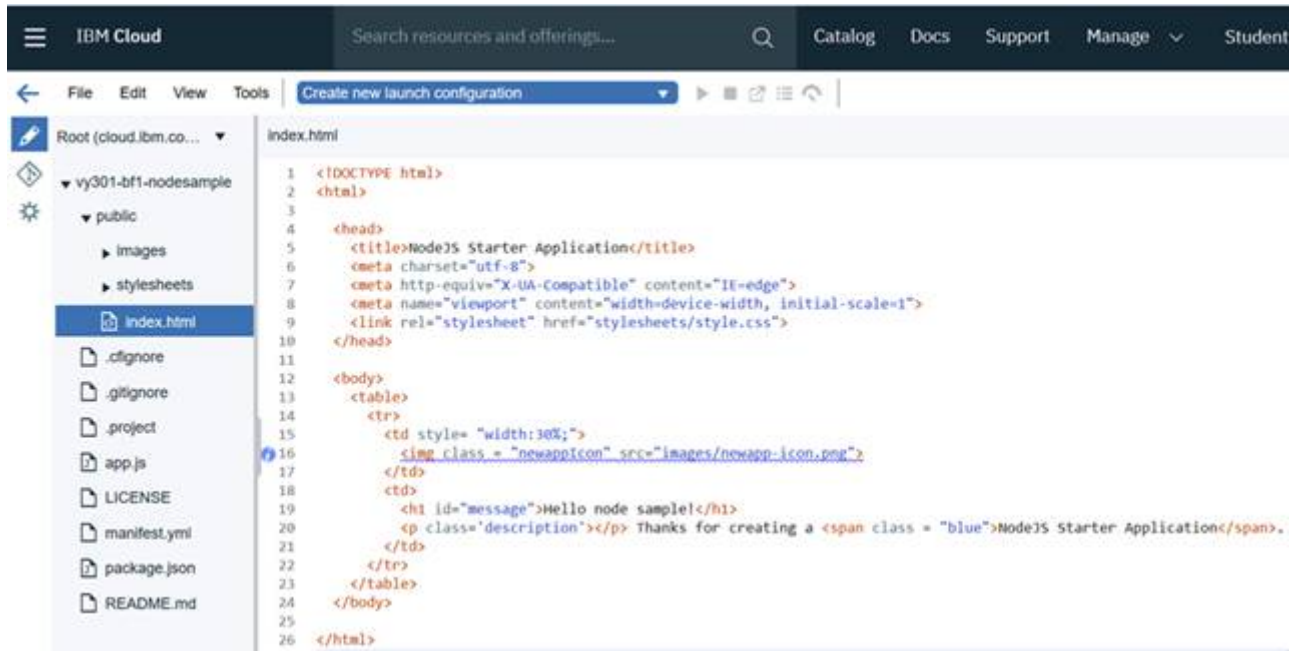 IBM Cloud Search resources and offerings... Catalog Docs Support Manage Student
File Edit View Tools Create new launch configuration
Root (cloud.ibm.co... index.html
vy301-bf1-nodesample
public
images
stylesheets
index.html
.cfignore
.gitignore
.project
app.js
LICENSE
manifest.yml
package.json
README.md
1 <!DOCTYPE html>
2 <html>
3
4 <head>
5 <title>NodeJS Starter Application</title>
6 <meta charset="utf-8">
7 <meta http-equiv="X-UA-Compatible" content="IE=edge">
8 <meta name="viewport" content="width=device-width, initial-scale=1">
9 <link rel="stylesheet" href="stylesheets/style.css">
10 </head>
11
12 <body>
13 <table>
14 <tr>
15 <td style= "width:30%;">
16 <img class = "newappIcon" src="images/newapp-icon.png">
17 </td>
18 <td>
19 <h1 id="message">Hello node sample!</h1>
20 <p class='description'></p> Thanks for creating a <span class = "blue">NodeJS Starter Application</span>.
21 </td>
22 </tr>
23 </table>
24 </body>
25
26 </html>